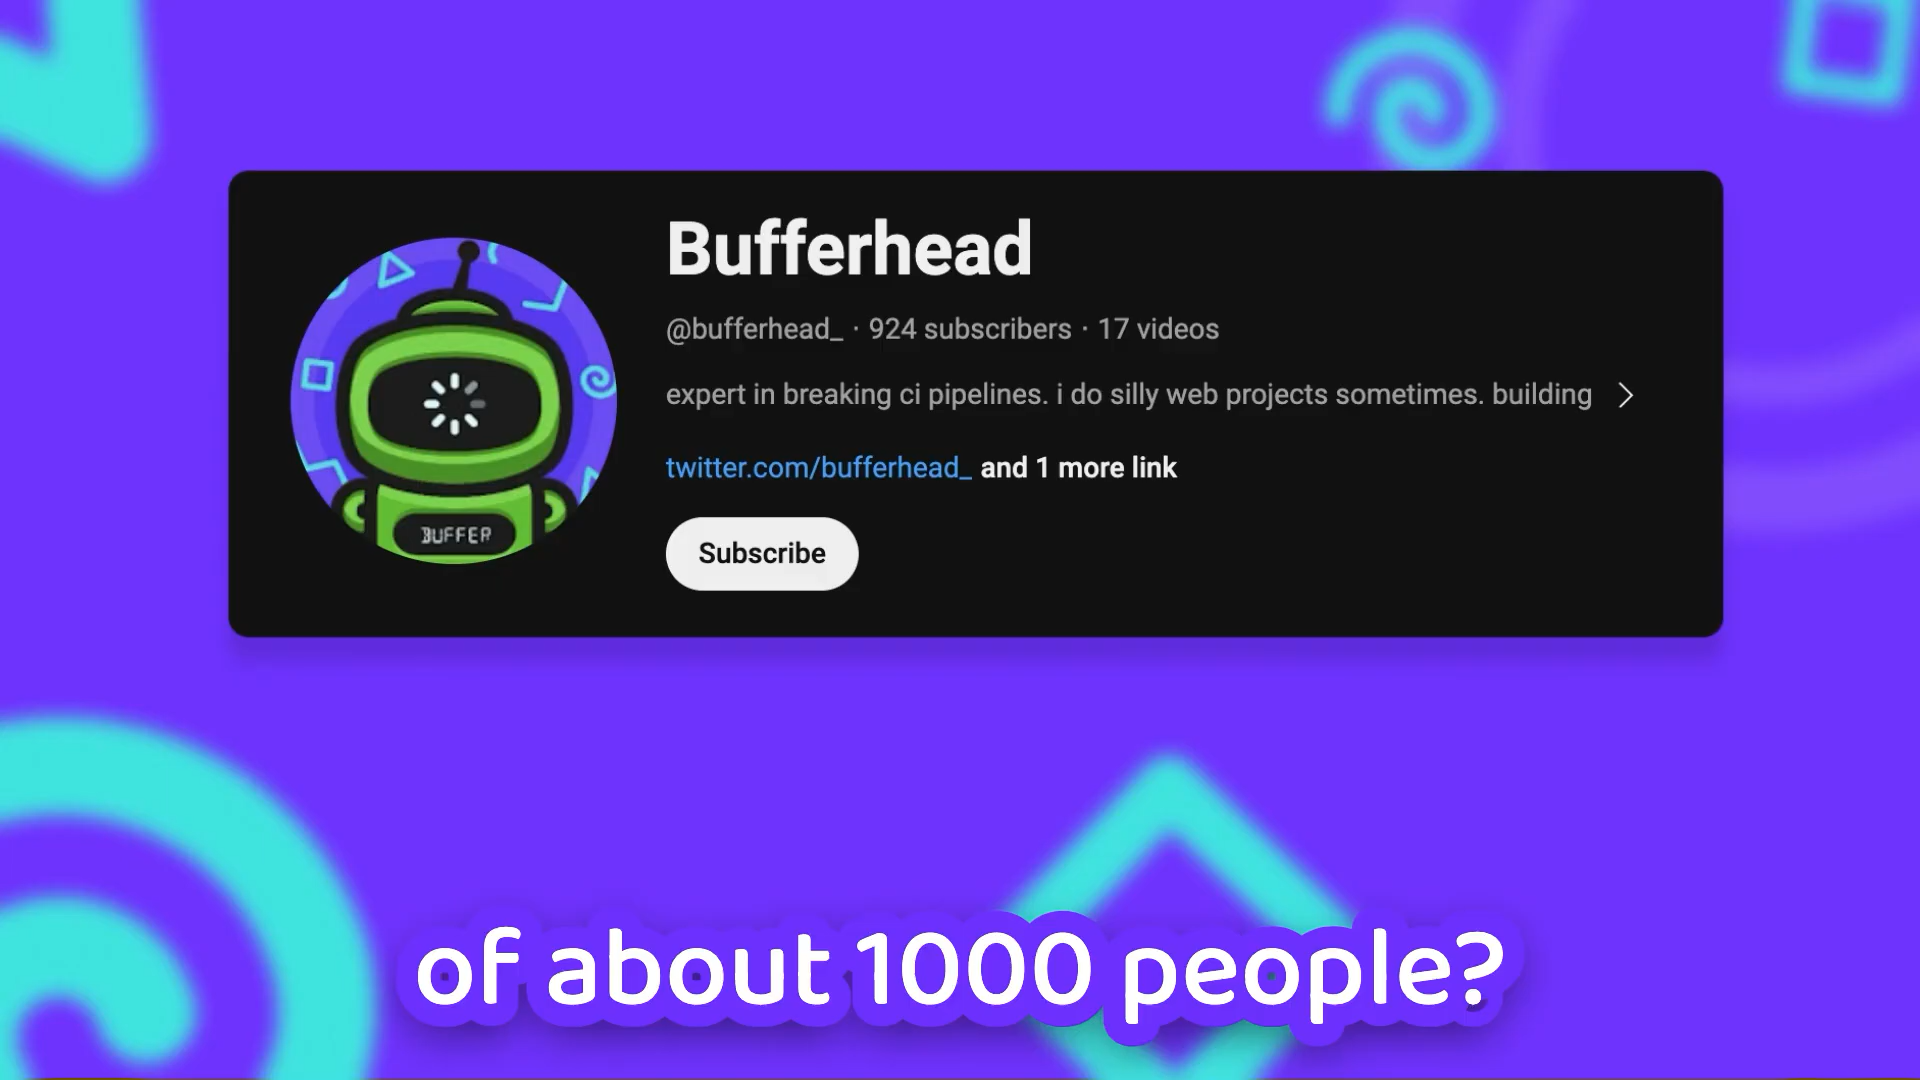 Bufferhead
@bufferhead_ · 924 subscribers · 17 videos
expert in breaking ci pipelines. i do silly web projects sometimes. building
twitter.com/bufferhead_ and 1 more link
BUFFER
Subscribe
of about 1000 people?